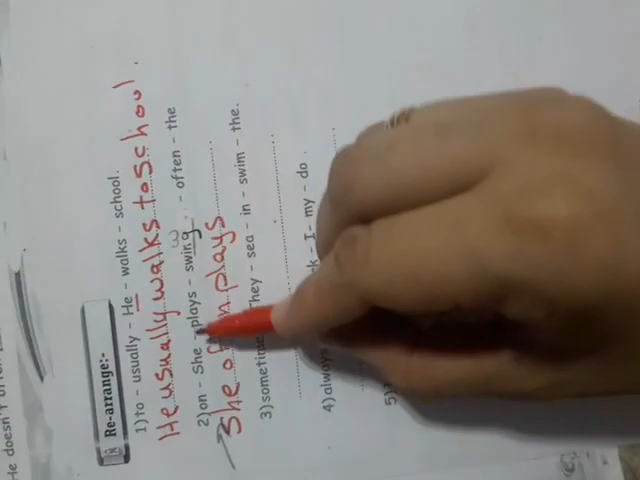 He doesn't
Re-arrange:-
1) to - usually - He - walks - school.
He usually walks to school.
2) on - She - plays - swing - often - the
She often plays
3) sometimes They - sea - in - swim - the.
4) always - I - my - do .
5)